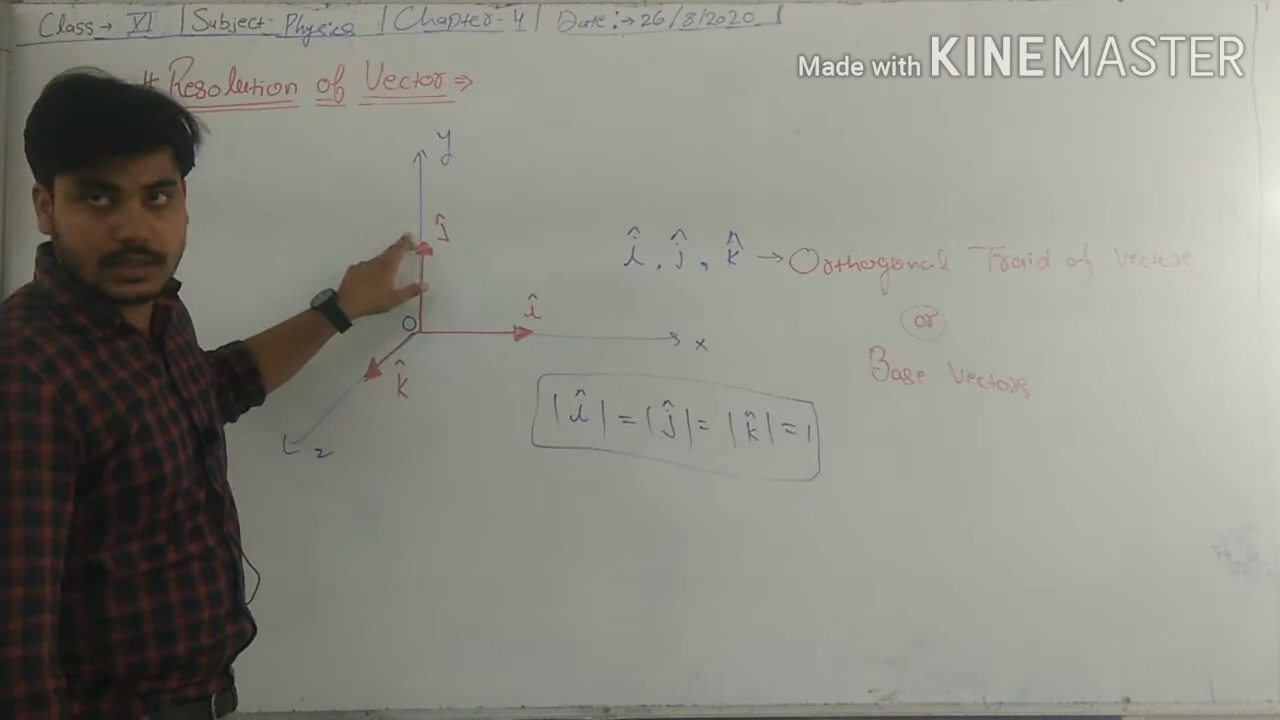 Class → VI | Subject- Physics | Chapter - 4 | Date:→ 26/8/2020 |
Made with KINEMASTER
# Resolution of Vector ⇒
y
ĵ
î, ĵ, k̂ → Orthogonal Traid of vectors
O
î
x
or
k̂
Base Vectors
|î| = |ĵ| = |k̂| = 1
z